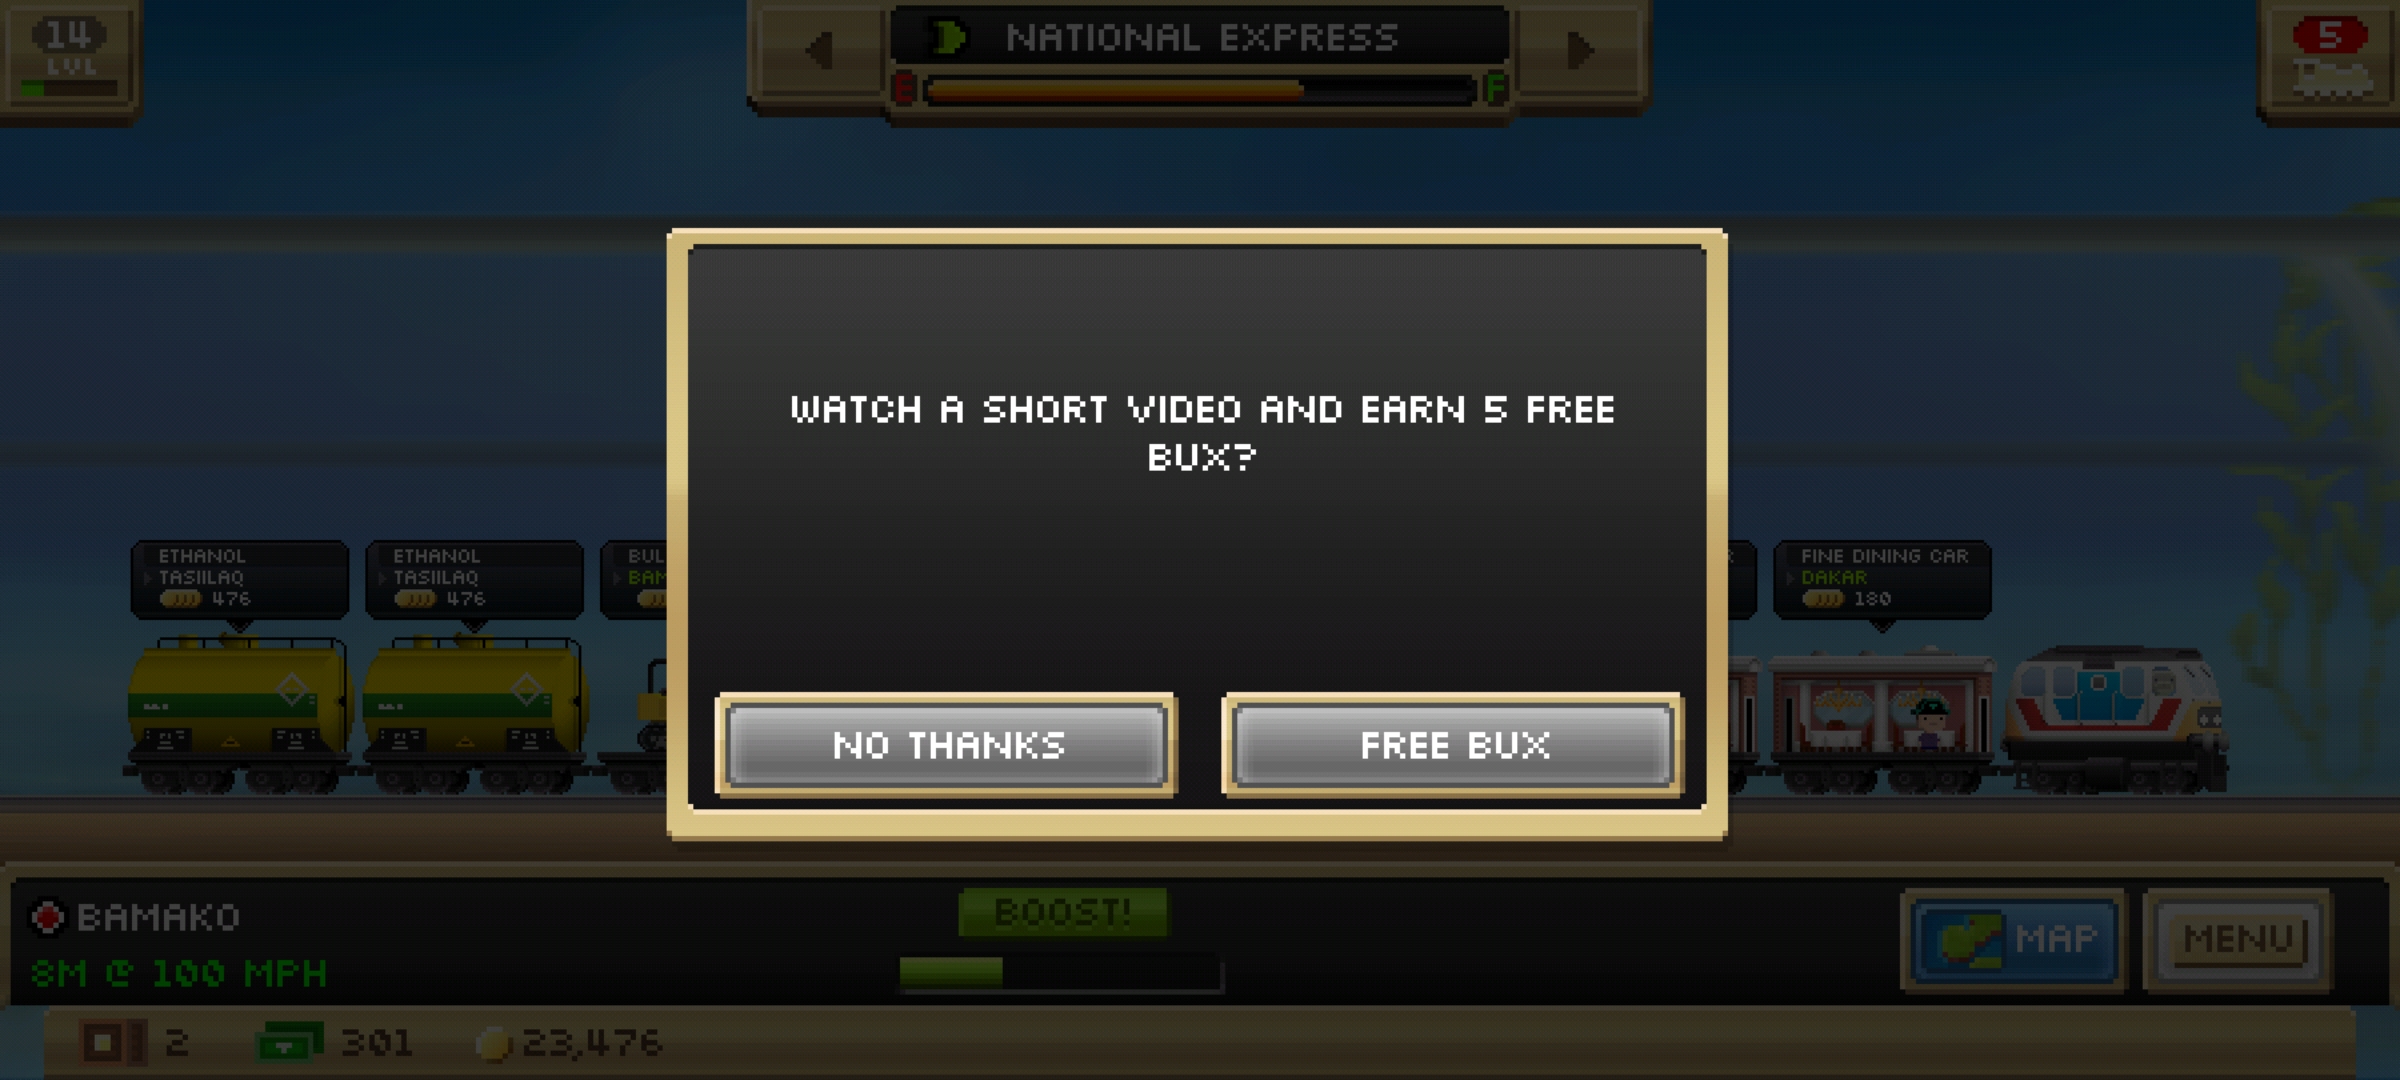 14
LVL
NATIONAL EXPRESS
E F
5
WATCH A SHORT VIDEO AND EARN 5 FREE
BUX?
NO THANKS
FREE BUX
ETHANOL
TASIILAQ
476
ETHANOL
TASIILAQ
476
BUL
BAM
R
FINE DINING CAR
DAKAR
180
BAMAKO
8M @ 100 MPH
BOOST!
MAP
MENU
2
301
23,476